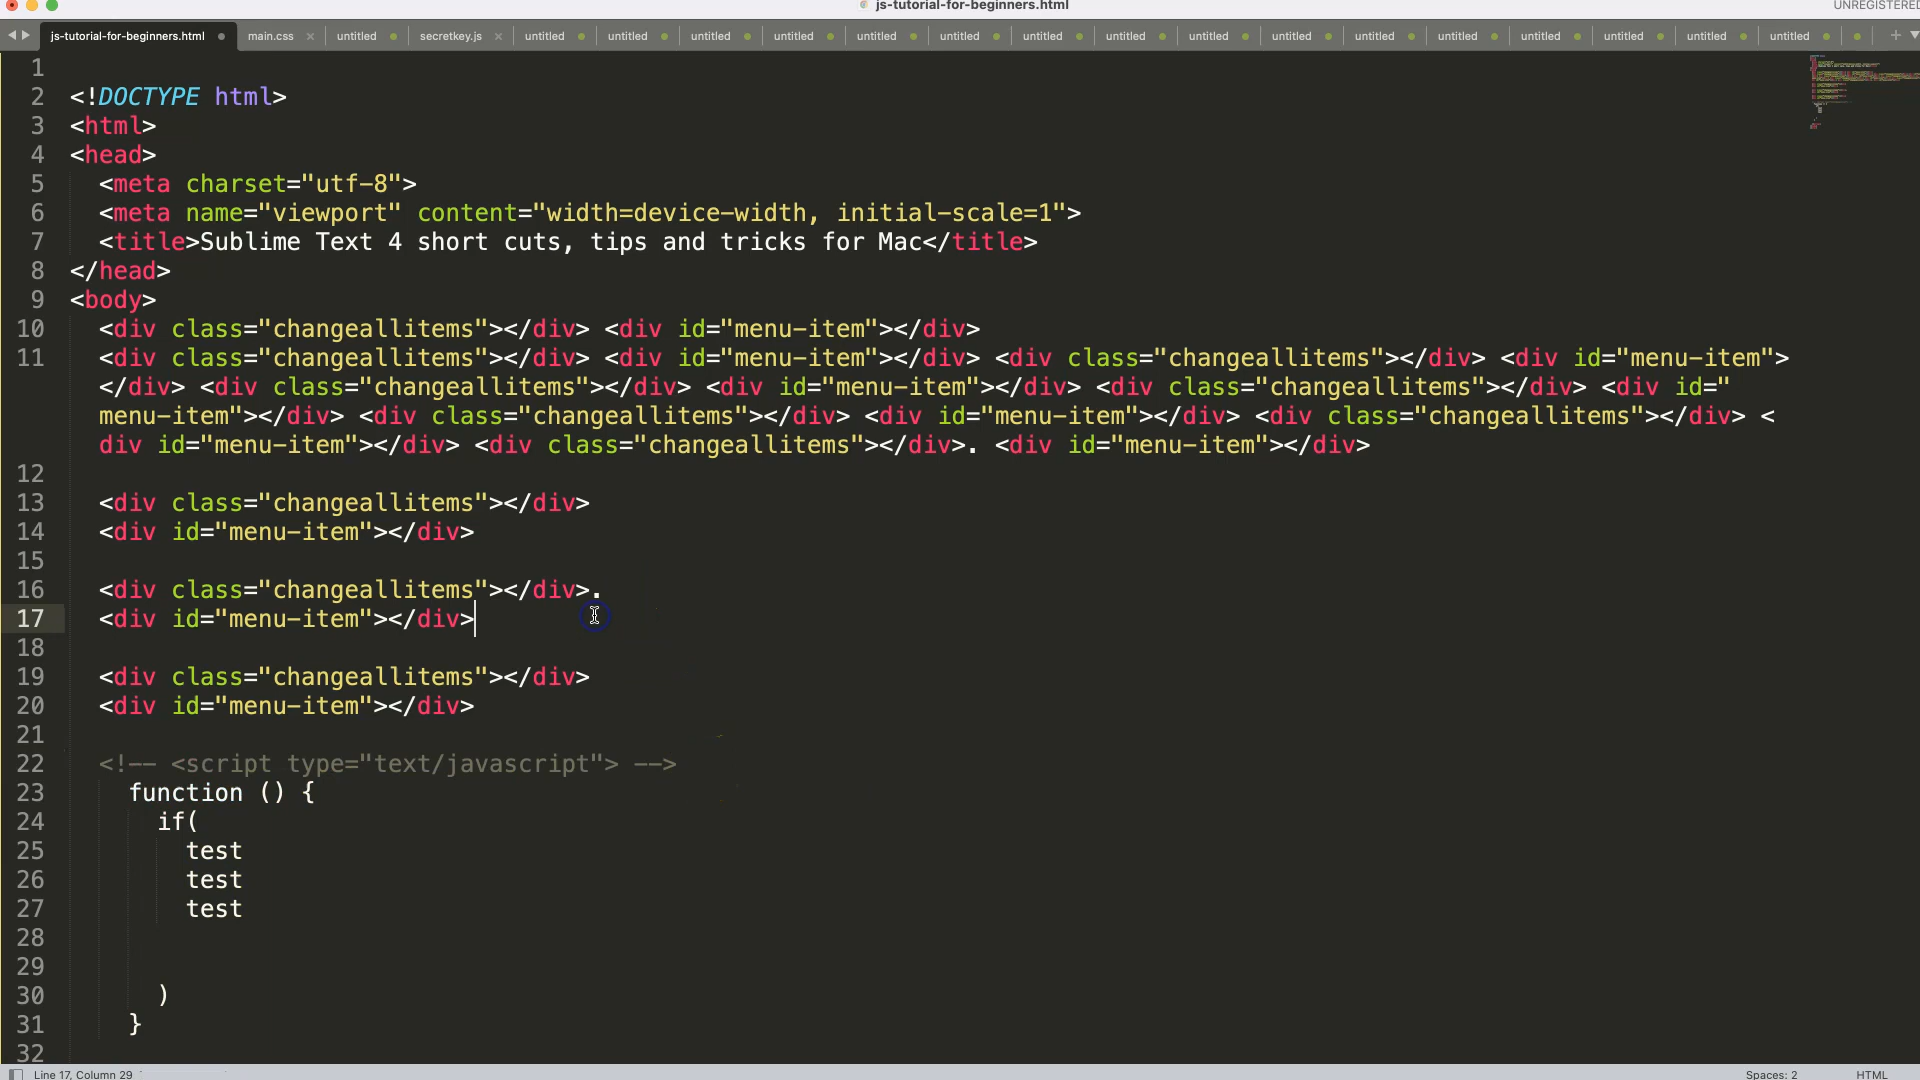 js-tutorial-for-beginners.html
UNREGISTERED
js-tutorial-for-beginners.html main.css untitled secretkey.js untitled untitled untitled untitled untitled untitled untitled untitled untitled untitled untitled untitled untitled untitled untitled untitled
1
2 <!DOCTYPE html>
3 <html>
4 <head>
5 <meta charset="utf-8">
6 <meta name="viewport" content="width=device-width, initial-scale=1">
7 <title>Sublime Text 4 short cuts, tips and tricks for Mac</title>
8 </head>
9 <body>
10 <div class="changeallitems"></div> <div id="menu-item"></div>
11 <div class="changeallitems"></div> <div id="menu-item"></div> <div class="changeallitems"></div> <div id="menu-item">
</div> <div class="changeallitems"></div> <div id="menu-item"></div> <div class="changeallitems"></div> <div id="
menu-item"></div> <div class="changeallitems"></div> <div id="menu-item"></div> <div class="changeallitems"></div> <
div id="menu-item"></div> <div class="changeallitems"></div>. <div id="menu-item"></div>
12
13 <div class="changeallitems"></div>
14 <div id="menu-item"></div>
15
16 <div class="changeallitems"></div>.
17 <div id="menu-item"></div>
18
19 <div class="changeallitems"></div>
20 <div id="menu-item"></div>
21
22 <!-- <script type="text/javascript"> -->
23 function () {
24 if(
25 test
26 test
27 test
28
29
30 )
31 }
32
Line 17, Column 29
Spaces: 2
HTML